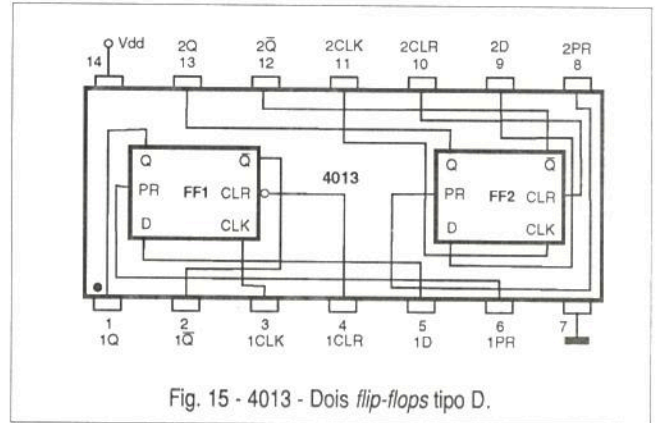 Vdd
2Q 2Q̅ 2CLK 2CLR 2D 2PR
14 13 12 11 10 9 8
Q Q̅ 4013 Q Q̅
PR FF1 CLR PR FF2 CLR
D CLK D CLK
1 2 3 4 5 6 7
1Q 1Q̅ 1CLK 1CLR 1D 1PR
Fig. 15 - 4013 - Dois flip-flops tipo D.